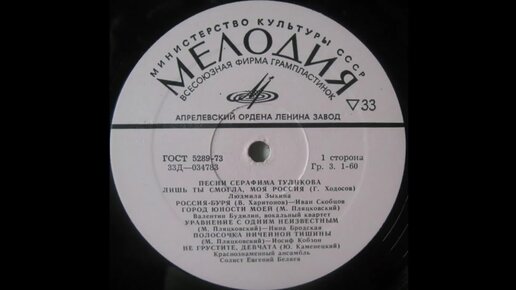 МИНИСТЕРСТВО КУЛЬТУРЫ СССР
МЕЛОДИЯ
ВСЕСОЮЗНАЯ ФИРМА ГРАМПЛАСТИНОК
▽33
АПРЕЛЕВСКИЙ ОРДЕНА ЛЕНИНА ЗАВОД
ГОСТ 5289-73
1 сторона
33Д—034783
Гр. 3. 1-60
ПЕСНИ СЕРАФИМА ТУЛИКОВА
ЛИШЬ ТЫ СМОГЛА, МОЯ РОССИЯ (Г. Ходосов)
Людмила Зыкина
РОССИЯ-БУРЯ (В. Харитонов)—Иван Скобцов
ГОРОД ЮНОСТИ МОЕЙ (М. Пляцковский)
Валентин Будилин, вокальный квартет
УРАВНЕНИЕ С ОДНИМ НЕИЗВЕСТНЫМ
(М. Пляцковский)—Нина Бродская
ПОЛОСОЧКА НИЧЕЙНОЙ ТИШИНЫ
(М. Пляцковский)—Иосиф Кобзон
НЕ ГРУСТИТЕ, ДЕВЧАТА (Ю. Каменецкий)
Краснознаменный ансамбль
Солист Евгений Беляев